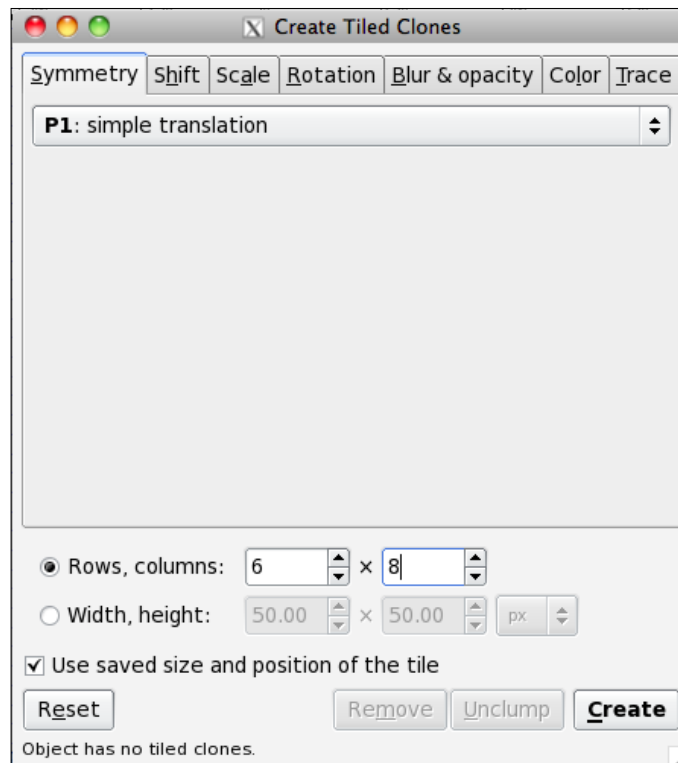 Create Tiled Clones
Symmetry Shift Scale Rotation Blur & opacity Color Trace
P1: simple translation
Rows, columns: 6 × 8
Width, height: 50.00 × 50.00 px
Use saved size and position of the tile
Reset Remove Unclump Create
Object has no tiled clones.